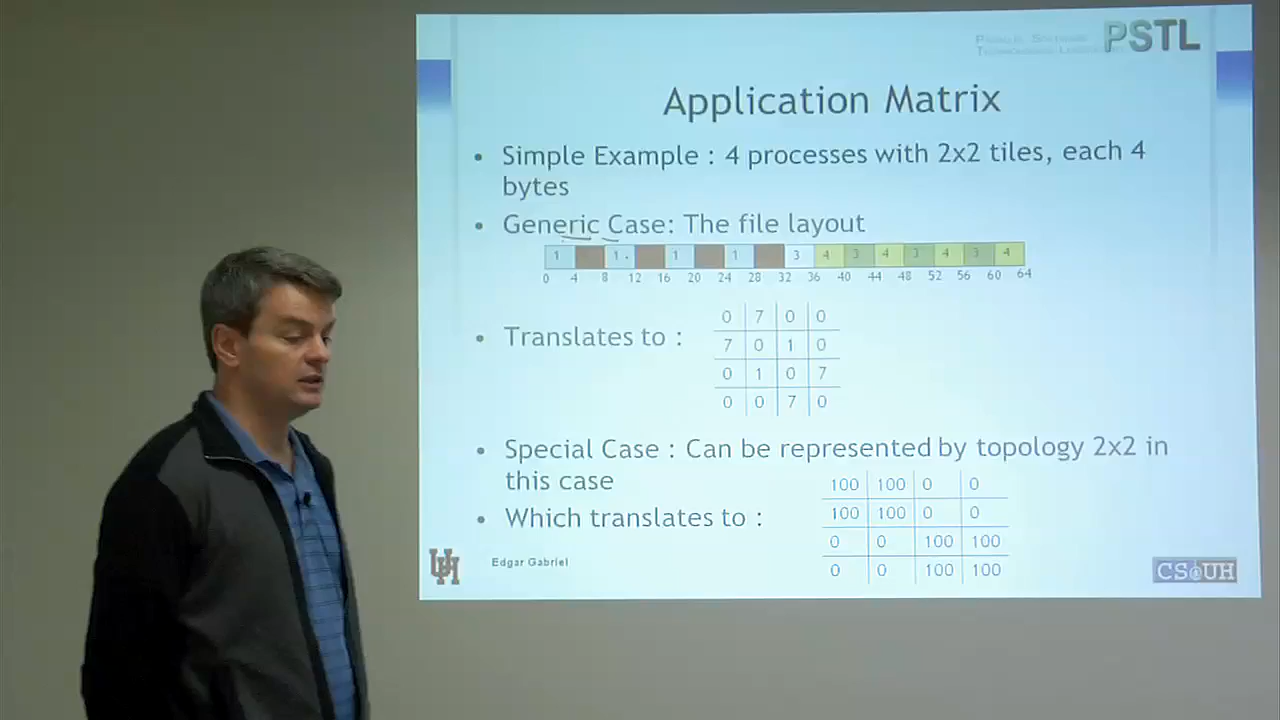 PSTL
Application Matrix
• Simple Example : 4 processes with 2x2 tiles, each 4
bytes
• Generic Case: The file layout
1 1 1 1 3 4 3 4 3 4 3 4
0 4 8 12 16 20 24 28 32 36 40 44 48 52 56 60 64
• Translates to :
0 7 0 0
7 0 1 0
0 1 0 7
0 0 7 0
• Special Case : Can be represented by topology 2x2 in
this case
• Which translates to :
100 100 0 0
100 100 0 0
0 0 100 100
0 0 100 100
UH
Edgar Gabriel
CS@UH